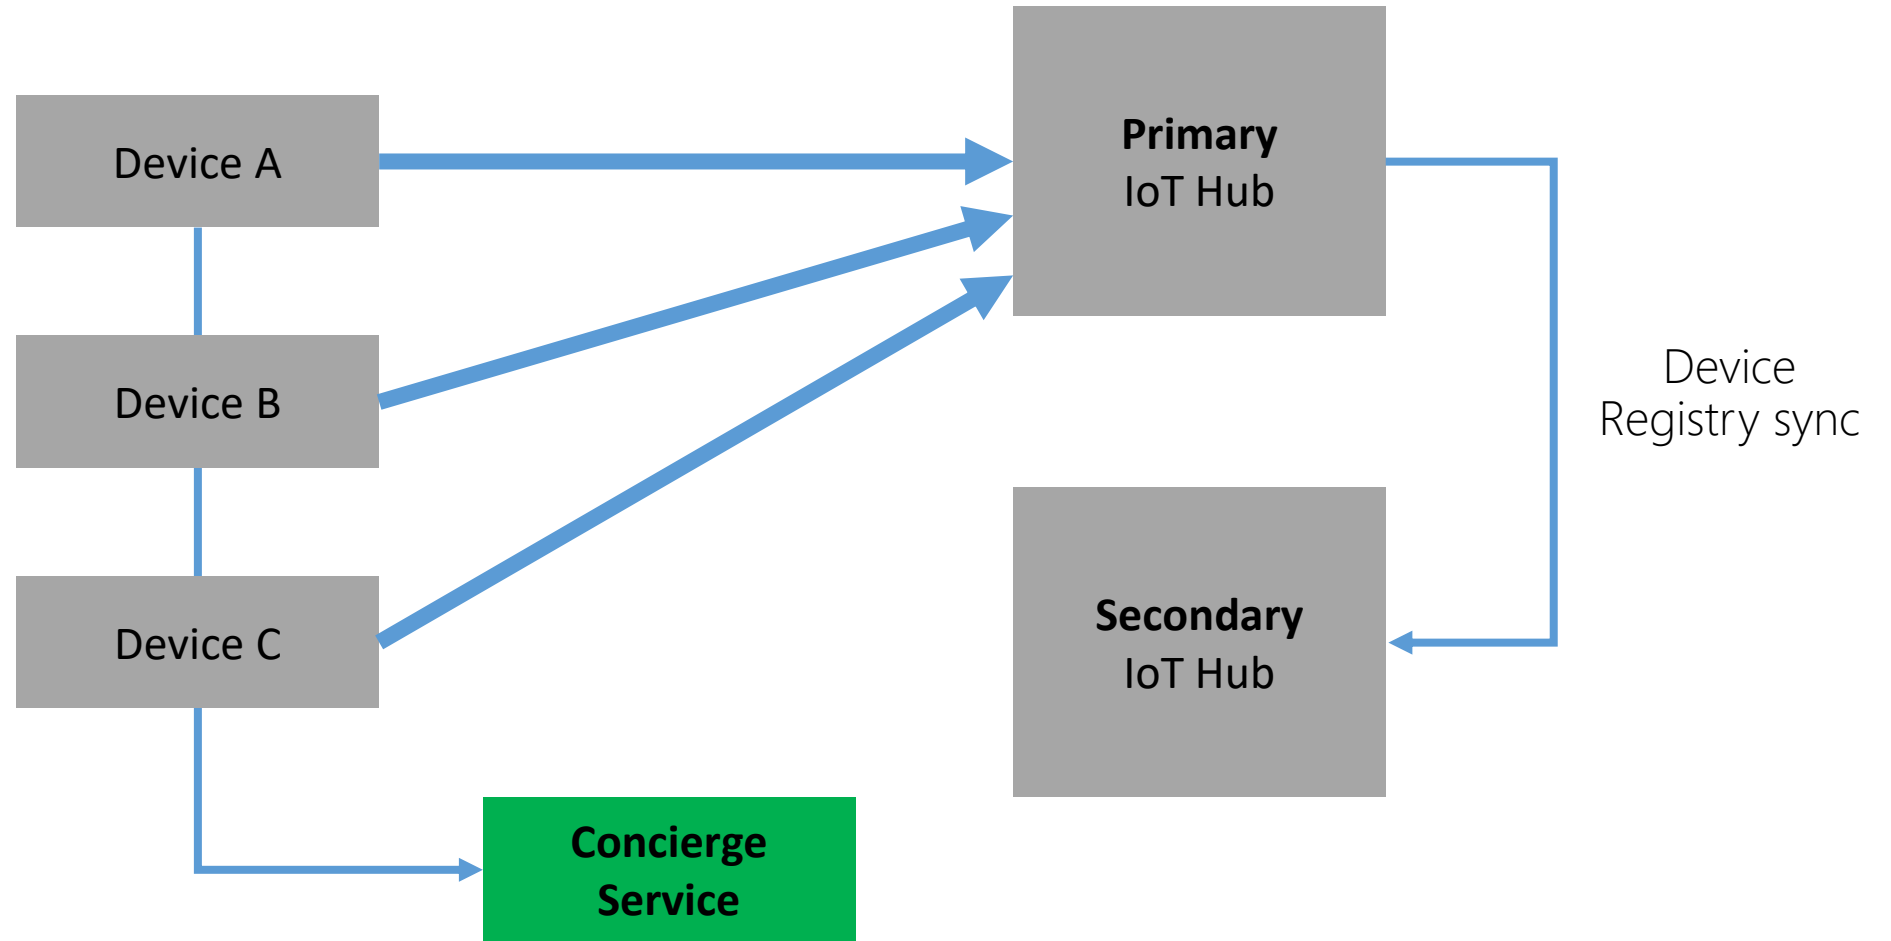 Device A
Primary
IoT Hub
Device B
Device
Registry sync
Device C
Secondary
IoT Hub
Concierge
Service